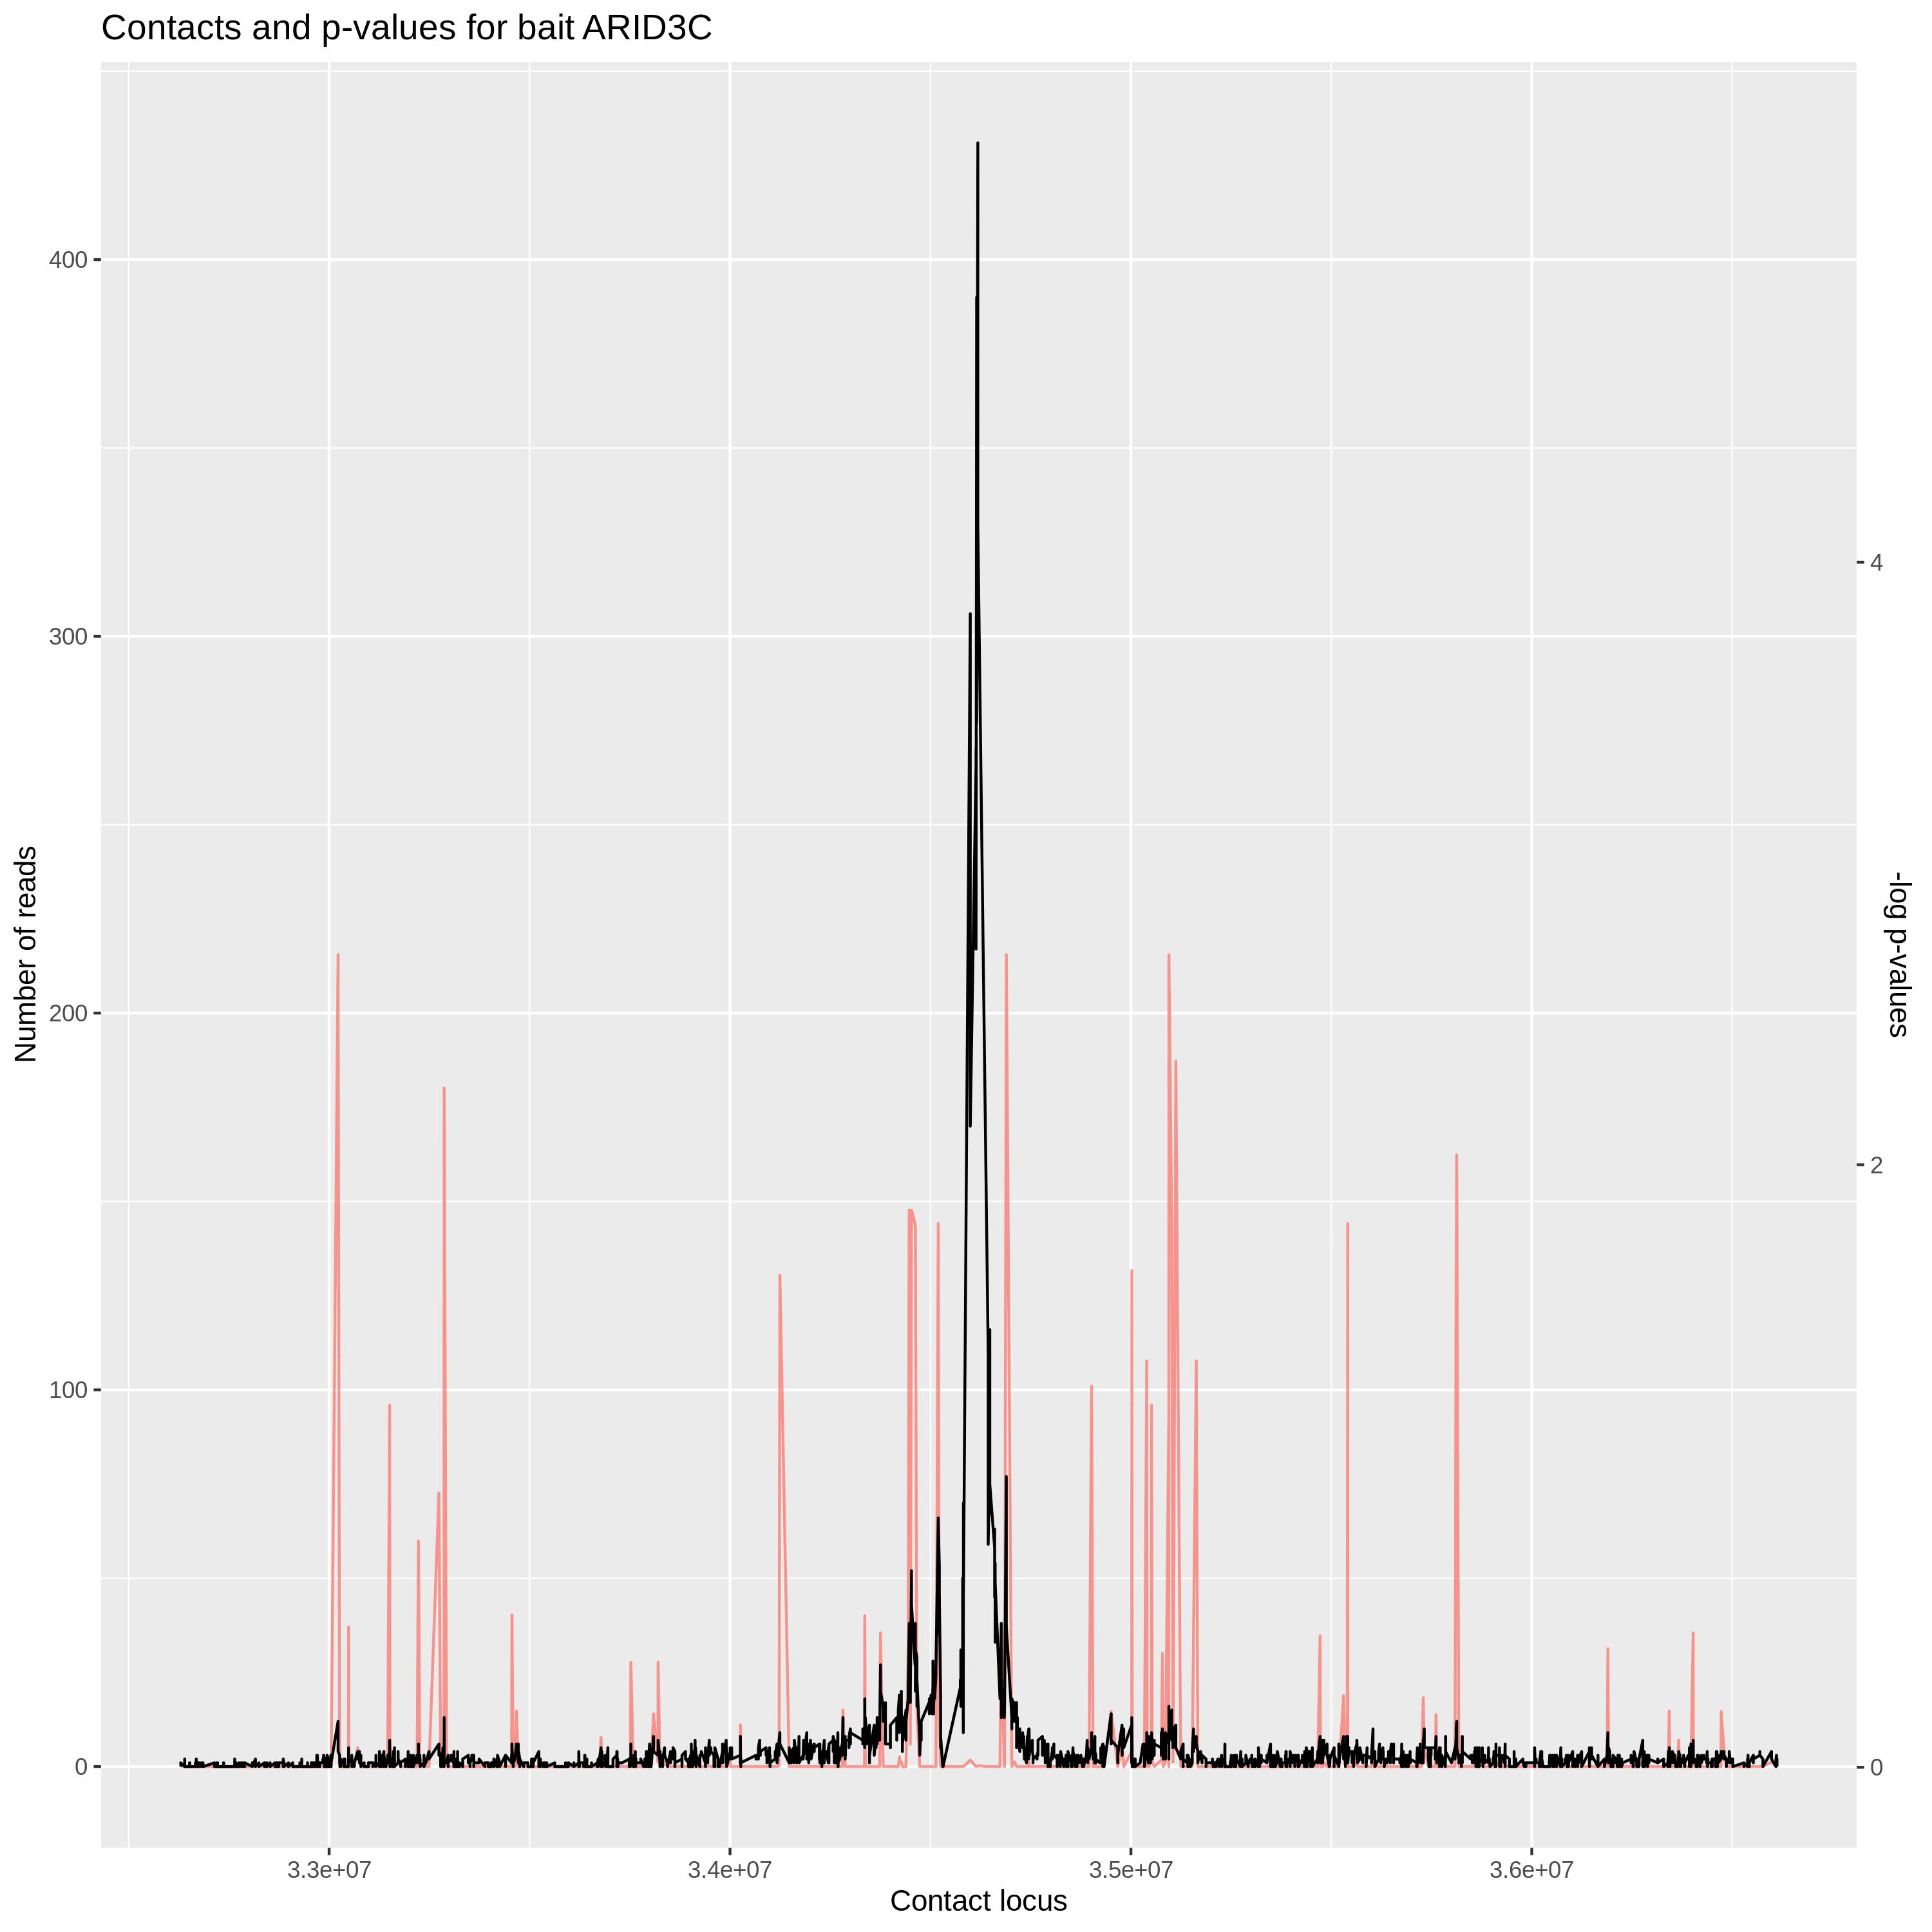 Contacts and p-values for bait ARID3C
400
300
200
100
0
Number of reads
4
2
0
-log p-values
3.3e+07
3.4e+07
3.5e+07
3.6e+07
Contact locus